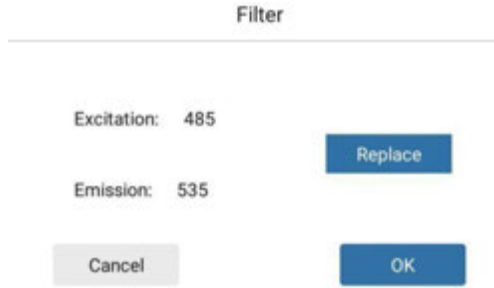 Filter
Excitation: 485
Replace
Emission: 535
Cancel OK